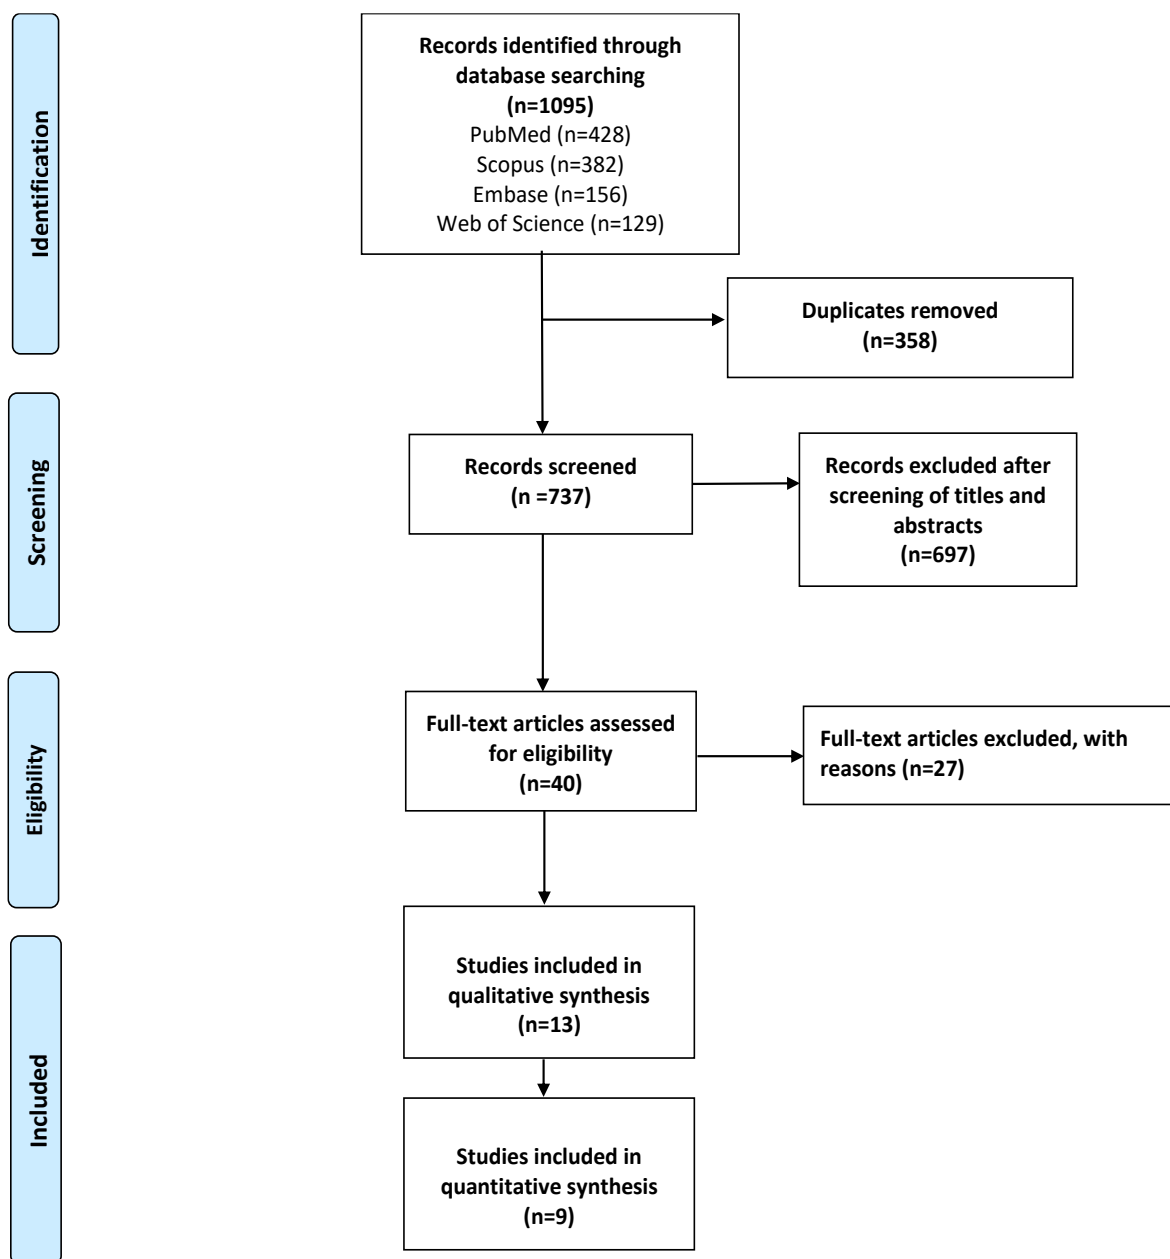 Identification
Records identified through
database searching
(n=1095)
PubMed (n=428)
Scopus (n=382)
Embase (n=156)
Web of Science (n=129)
Duplicates removed
(n=358)
Screening
Records screened
(n =737)
Records excluded after
screening of titles and
abstracts
(n=697)
Eligibility
Full-text articles assessed
for eligibility
(n=40)
Full-text articles excluded, with
reasons (n=27)
Included
Studies included in
qualitative synthesis
(n=13)
Studies included in
quantitative synthesis
(n=9)